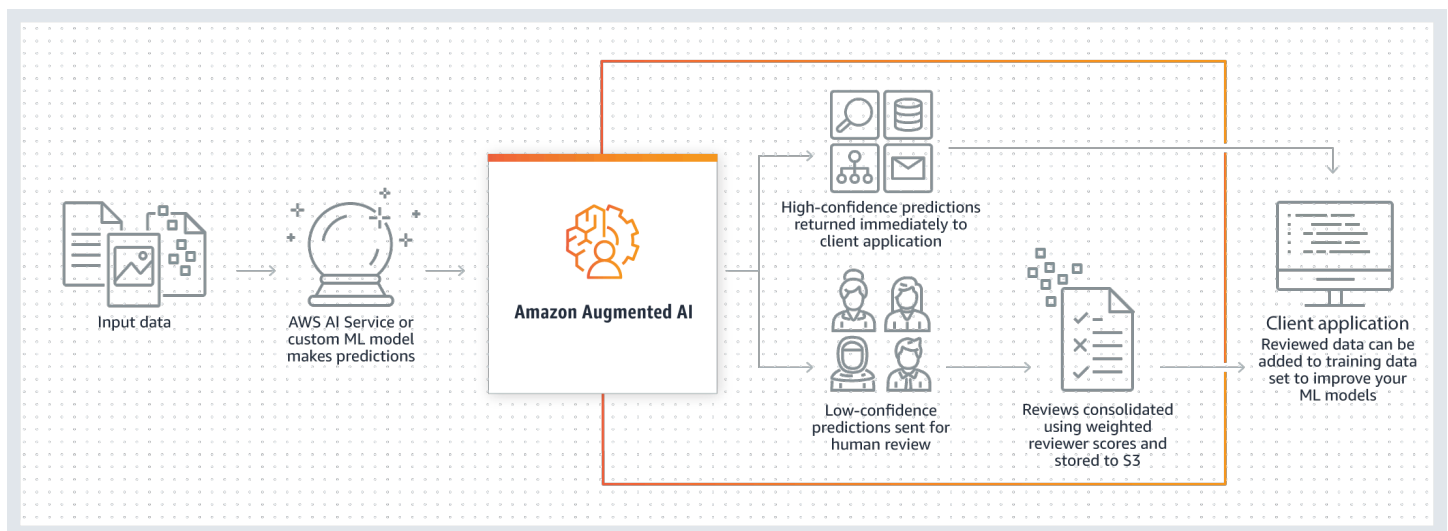 Input data
AWS AI Service or
custom ML model
makes predictions
Amazon Augmented AI
High-confidence predictions
returned immediately to
client application
Low-confidence
predictions sent for
human review
Reviews consolidated
using weighted
reviewer scores and
stored to S3
Client application
Reviewed data can be
added to training data
set to improve your
ML models